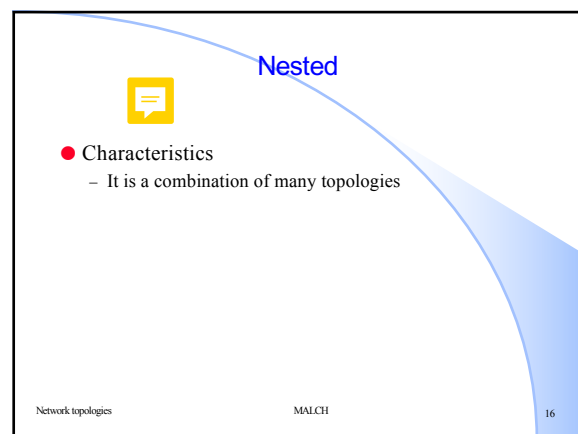 Nested
● Characteristics
– It is a combination of many topologies
Network topologies MALCH 16